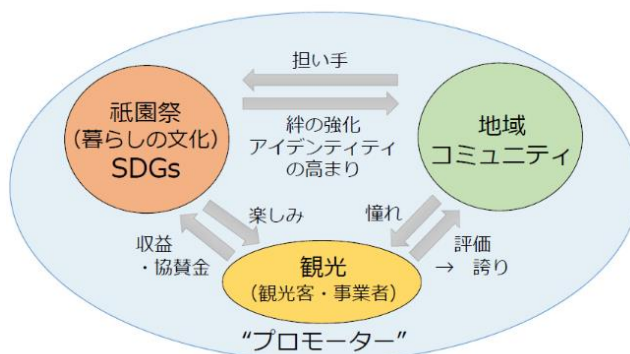 担い手
祇園祭
(暮らしの文化)
SDGs
絆の強化
アイデンティティ
の高まり
地域
コミュニティ
楽しみ
憧れ
収益
・協賛金
評価
→ 誇り
観光
(観光客・事業者)
“プロモーター”